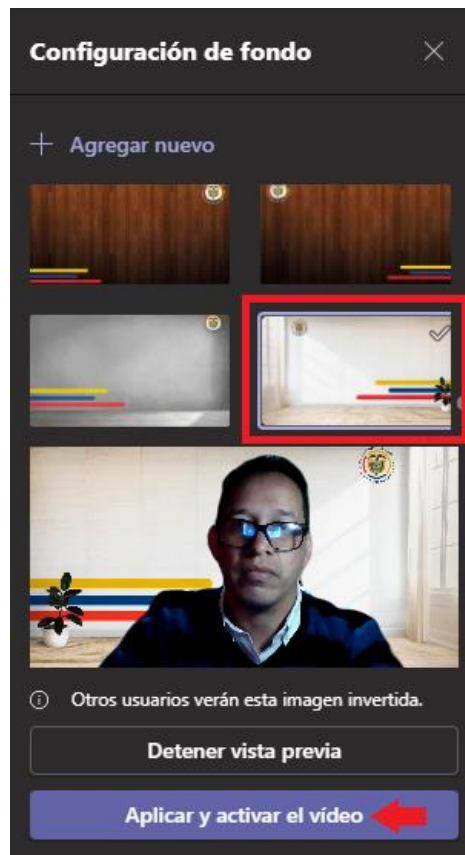 Configuración de fondo
Agregar nuevo
Otros usuarios verán esta imagen invertida.
Detener vista previa
Aplicar y activar el vídeo